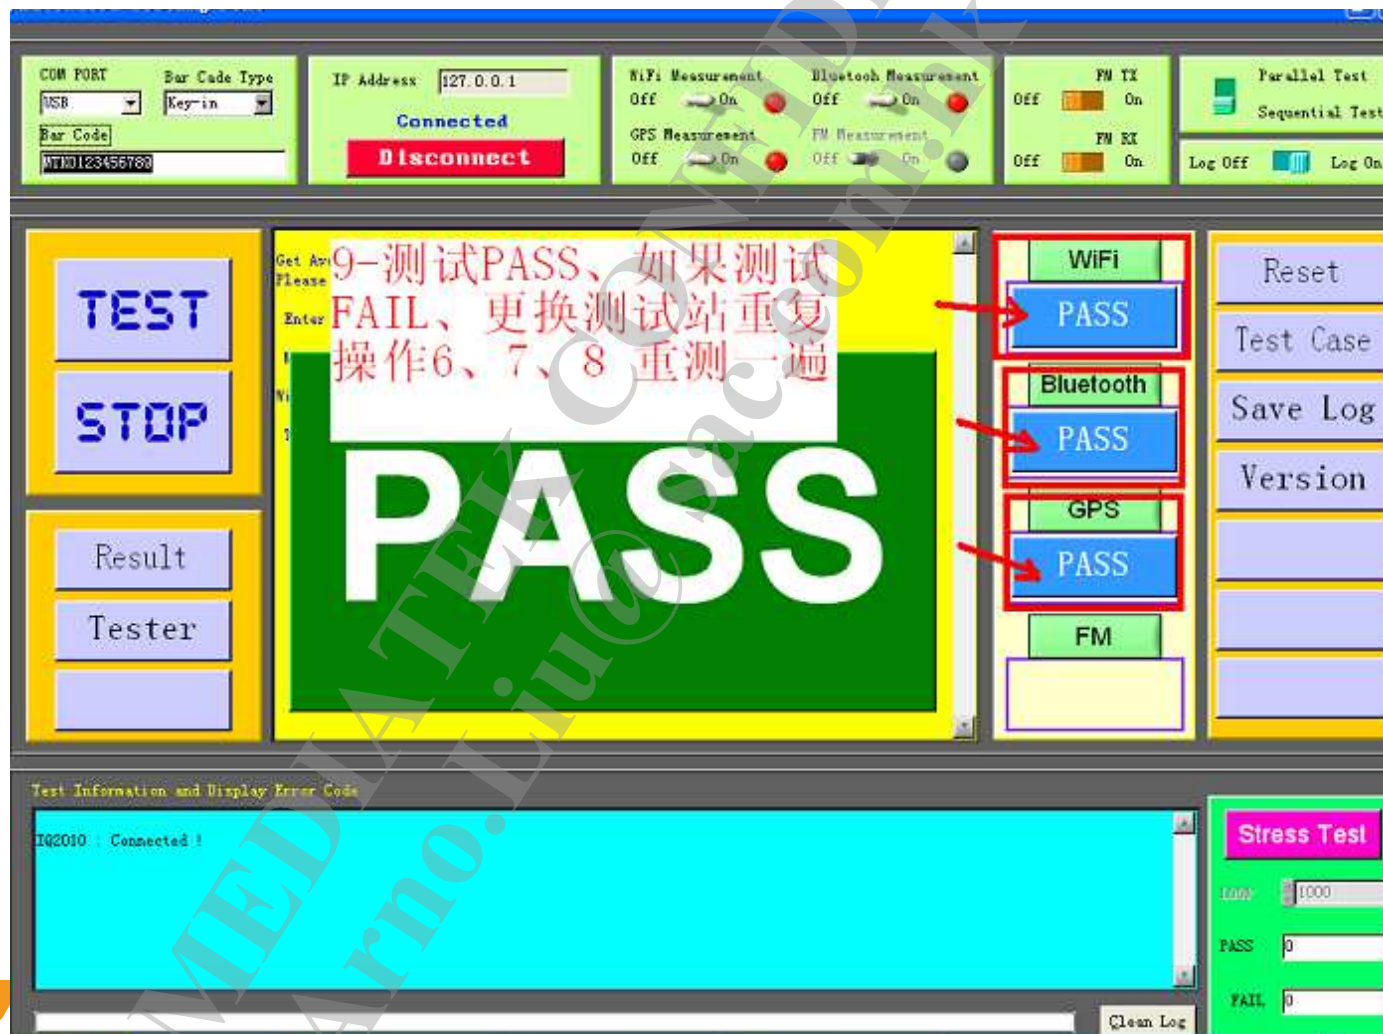 COM PORT
Bar Code Type
USB
Key-in
Bar Code
MTK0123456789
IP Address
127.0.0.1
Connected
Disconnect
WiFi Measurement
Off On
Bluetooh Measurement
Off On
GPS Measurement
Off On
FM Measurement
Off On
FM TX
Off On
FM RX
Off On
Parallel Test
Sequential Test
Log Off
Log On
TEST
STOP
Result
Tester
Get
Please
Enter
9-测试PASS、如果测试
FAIL、更换测试站重复
操作6、7、8 重测一遍
PASS
WiFi
PASS
Bluetooth
PASS
GPS
PASS
FM
Reset
Test Case
Save Log
Version
Test Information and Display Error Code
IQ2010 : Connected !
Clean Log
Stress Test
1000
PASS
0
FAIL
0
MEDIATEK
Arno.Liu@